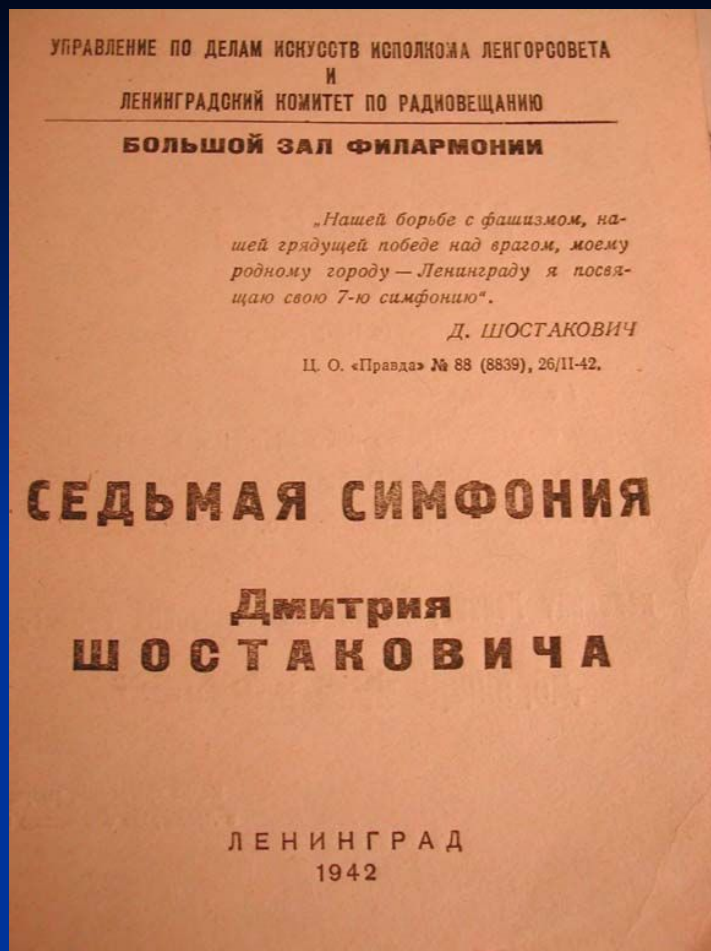 УПРАВЛЕНИЕ ПО ДЕЛАМ ИСКУССТВ ИСПОЛКОМА ЛЕНГОРСОВЕТА
И
ЛЕНИНГРАДСКИЙ КОМИТЕТ ПО РАДИОВЕЩАНИЮ
БОЛЬШОЙ ЗАЛ ФИЛАРМОНИИ
„Нашей борьбе с фашизмом, на-
шей грядущей победе над врагом, моему
родному городу — Ленинграду я посвя-
щаю свою 7-ю симфонию“.
Д. ШОСТАКОВИЧ
Ц. О. «Правда» № 88 (8839), 26/II-42.
СЕДЬМАЯ СИМФОНИЯ
Дмитрия
ШОСТАКОВИЧА
ЛЕНИНГРАД
1942